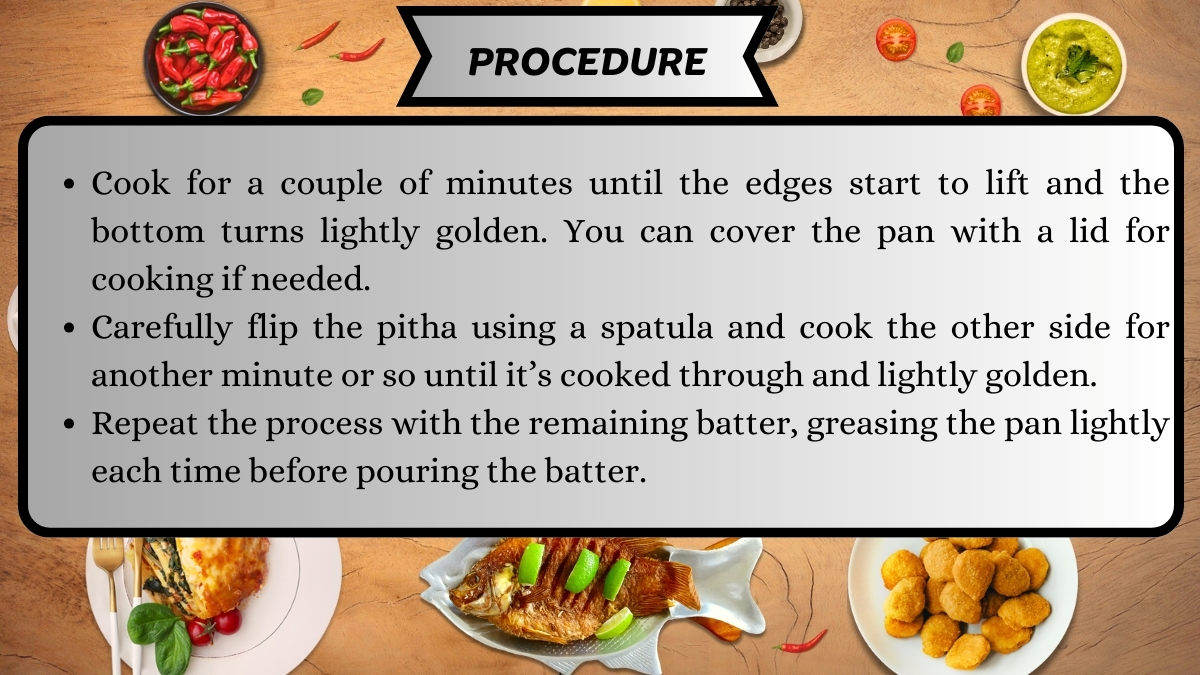 PROCEDURE
• Cook for a couple of minutes until the edges start to lift and the
bottom turns lightly golden. You can cover the pan with a lid for
cooking if needed.
• Carefully flip the pitha using a spatula and cook the other side for
another minute or so until it’s cooked through and lightly golden.
• Repeat the process with the remaining batter, greasing the pan lightly
each time before pouring the batter.